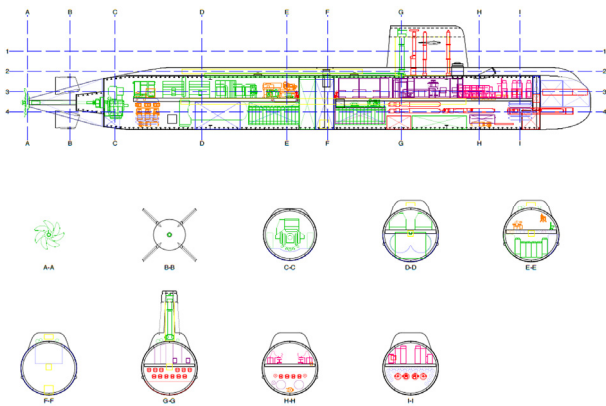 A B C D E F G H I
1 1
2 2
3 3
4 4
A B C D E F G H I
A-A B-B C-C D-D E-E
F-F G-G H-H I-I